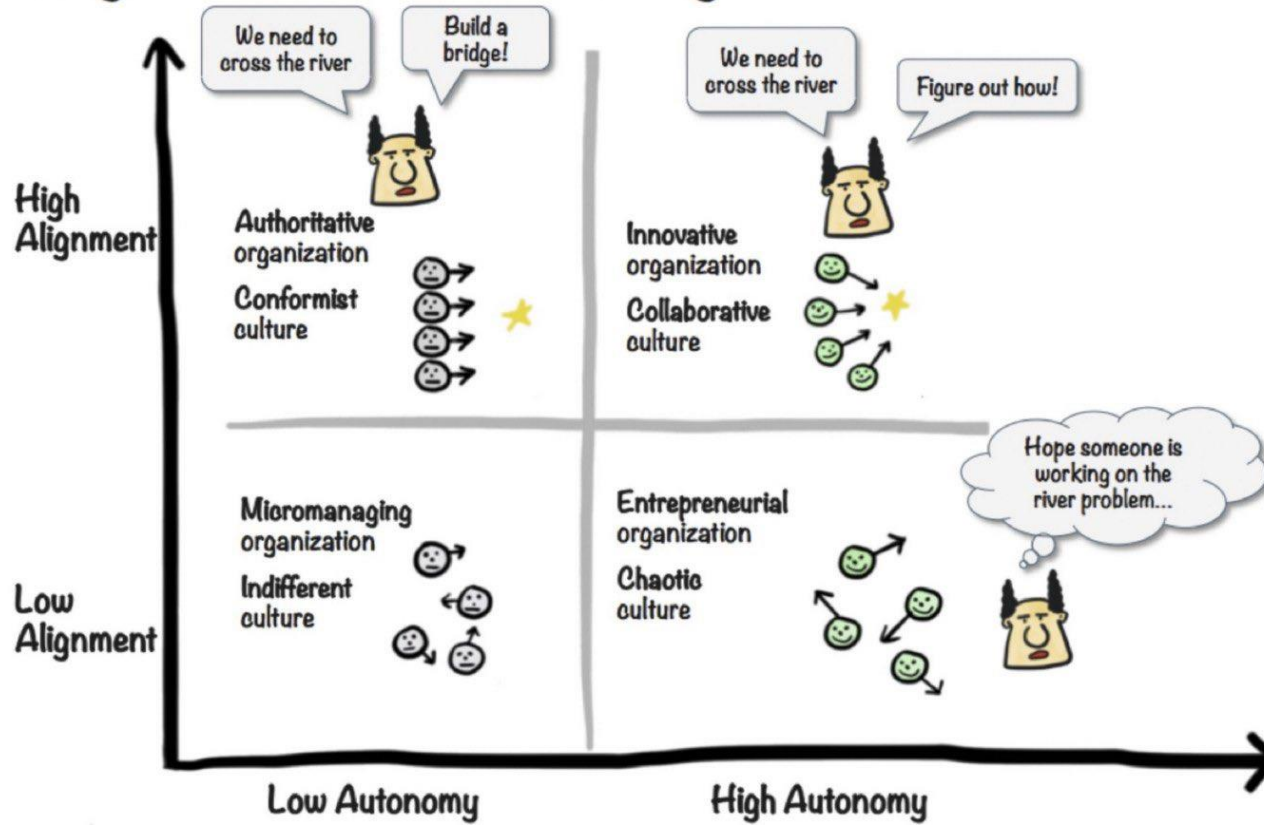 We need to
cross the river
Build a
bridge!
We need to
cross the river
Figure out how!
High
Alignment
Authoritative
organization
Conformist
culture
Innovative
organization
Collaborative
culture
Hope someone is
working on the
river problem...
Low
Alignment
Micromanaging
organization
Indifferent
culture
Entrepreneurial
organization
Chaotic
culture
Low Autonomy
High Autonomy